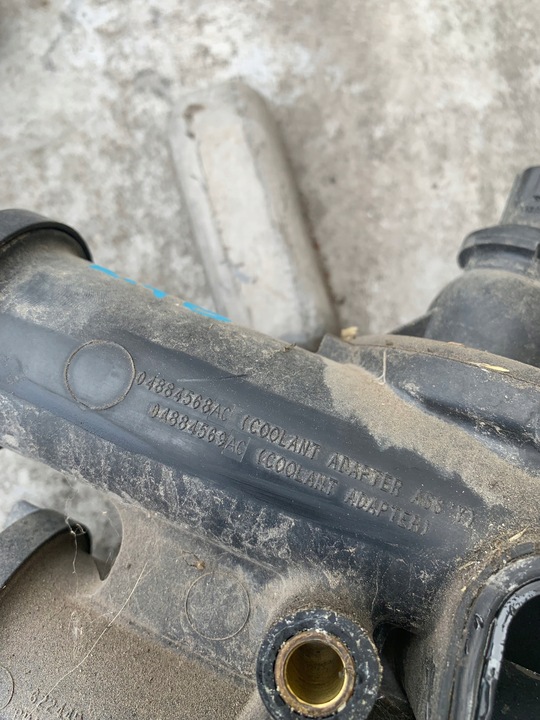 04884568AC (COOLANT ADAPTER ASS'Y)
04884569AC (COOLANT ADAPTER)